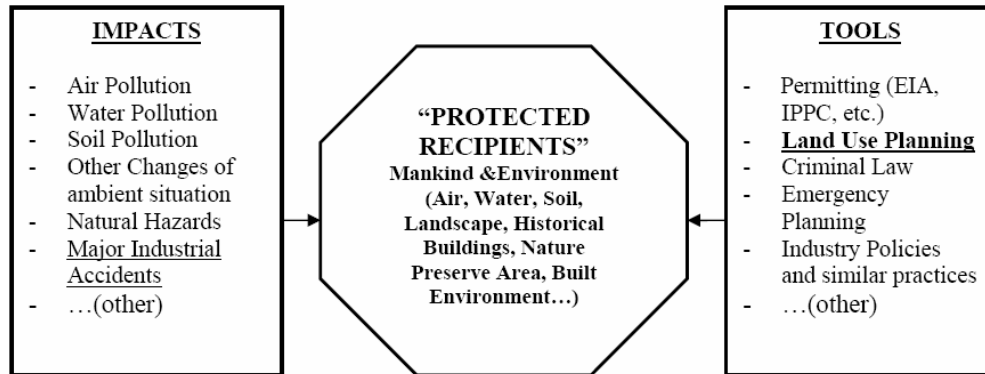 IMPACTS
- Air Pollution
- Water Pollution
- Soil Pollution
- Other Changes of
ambient situation
- Natural Hazards
- Major Industrial
Accidents
- …(other)
“PROTECTED
RECIPIENTS”
Mankind &Environment
(Air, Water, Soil,
Landscape, Historical
Buildings, Nature
Preserve Area, Built
Environment…)
TOOLS
- Permitting (EIA,
IPPC, etc.)
- Land Use Planning
- Criminal Law
- Emergency
Planning
- Industry Policies
and similar practices
- …(other)